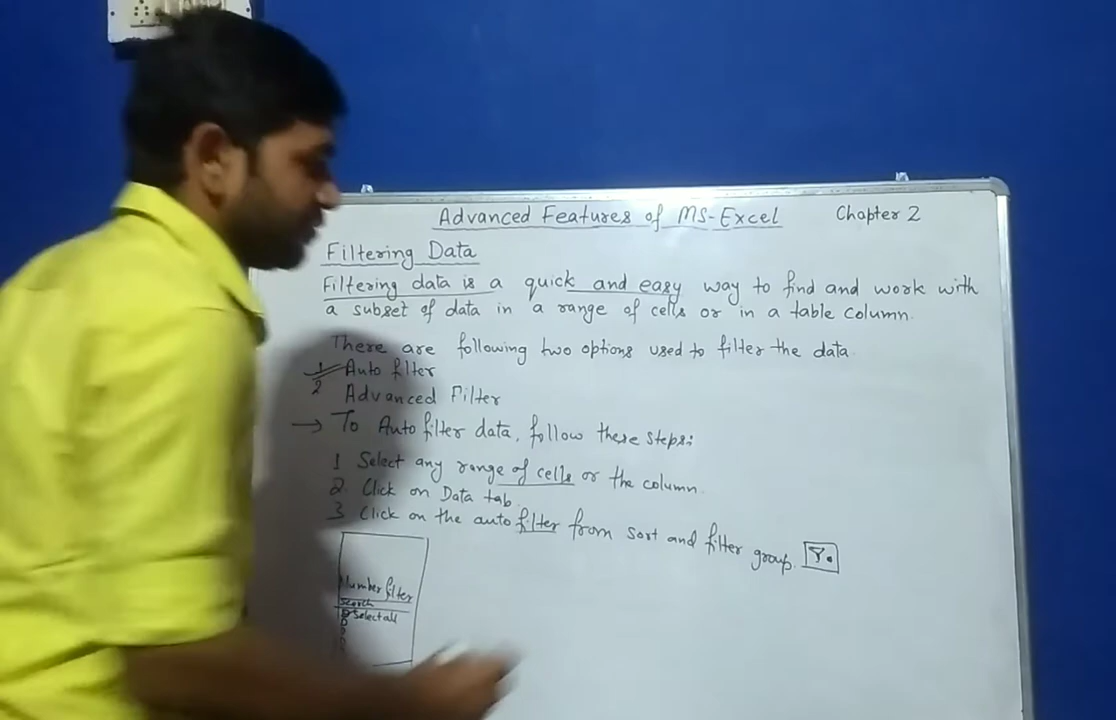 Advanced Features of MS-Excel Chapter 2
Filtering Data
Filtering data is a quick and easy way to find and work with
a subset of data in a range of cells or in a table column.
There are following two options used to filter the data
1 Auto filter
2 Advanced Filter
→ To Auto filter data, follow these steps:
1 Select any range of cells or the column.
2. Click on Data tab
3 Click on the auto filter from sort and filter group.
Number filter
Search
Select all